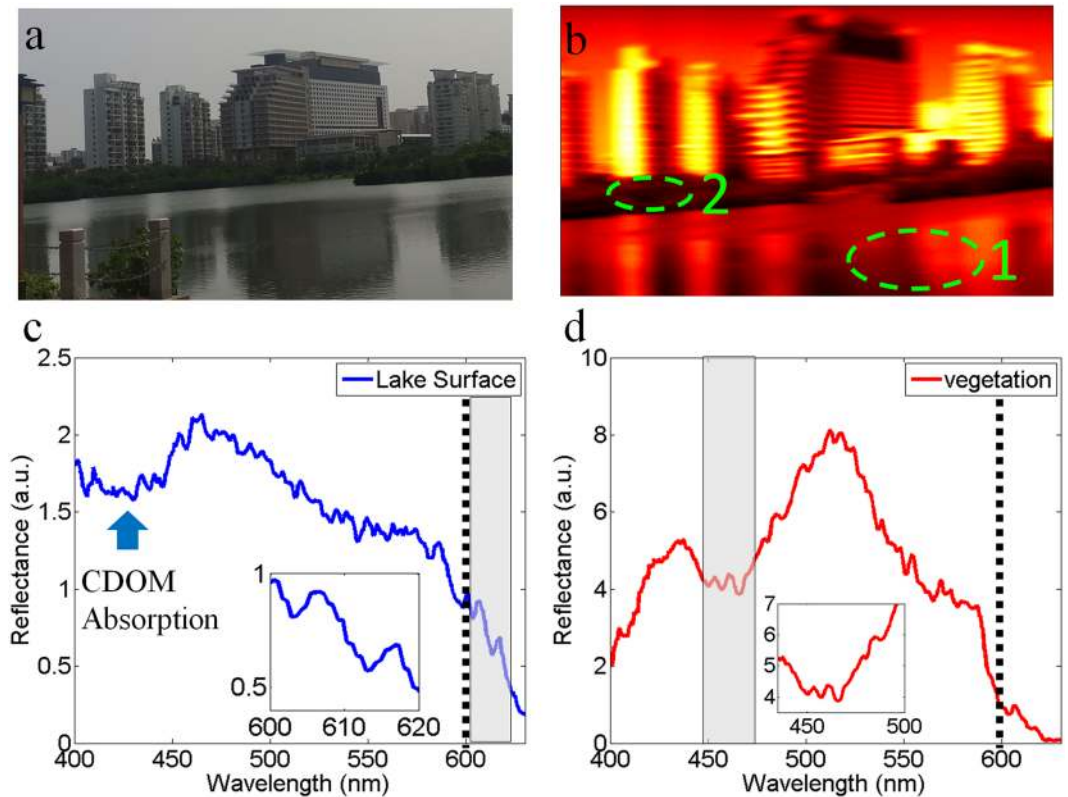 a
b
2
1
c
d
2.5
2
1.5
1
0.5
0
Reflectance (a.u.)
Lake Surface
CDOM
Absorption
1
0.5
600 610 620
400 450 500 550 600
Wavelength (nm)
10
8
6
4
2
0
Reflectance (a.u.)
vegetation
7
6
5
4
450 500
400 450 500 550 600
Wavelength (nm)